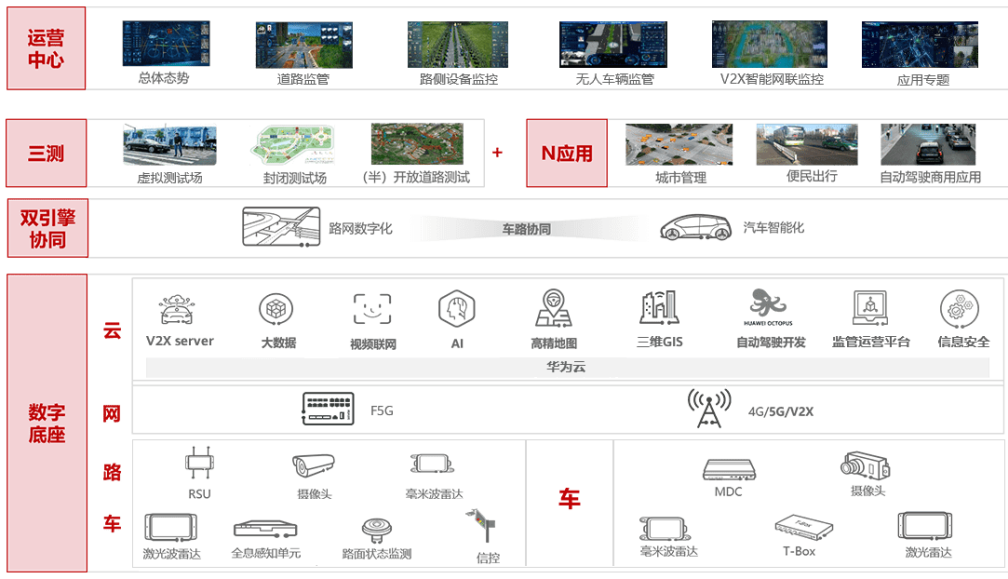 运营
中心
总体态势
道路监管
路侧设备监控
无人车辆监管
V2X智能网联监控
应用专题
三测
虚拟测试场
封闭测试场
（半）开放道路测试
+
N应用
城市管理
便民出行
自动驾驶商用应用
双引擎
协同
路网数字化
车路协同
汽车智能化
数字
底座
云
V2X server
大数据
视频联网
AI
高精地图
三维GIS
HUAWEI OCTOPUS
自动驾驶开发
监管运营平台
信息安全
华为云
网
F5G
4G/5G/V2X
路
车
RSU
摄像头
毫米波雷达
激光波雷达
全息感知单元
路面状态监测
信控
车
MDC
摄像头
毫米波雷达
T-Box
T-Box
激光雷达